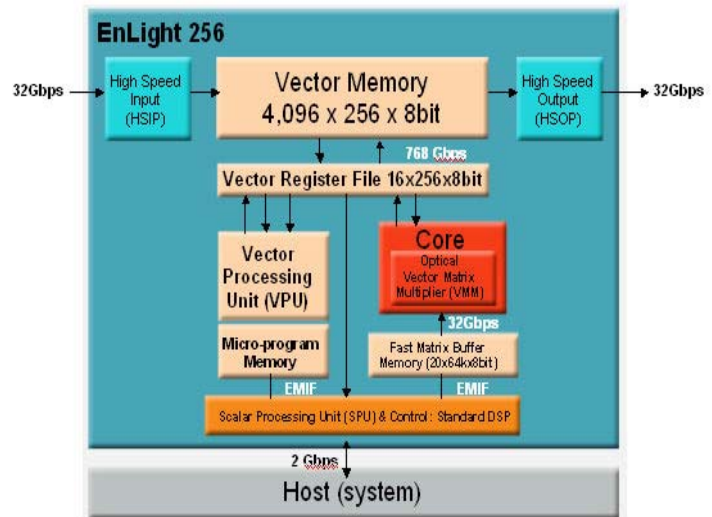 EnLight 256
32Gbps
High Speed
Input
(HSIP)
Vector Memory
4,096 x 256 x 8bit
High Speed
Output
(HSOP)
32Gbps
768 Gbps
Vector Register File 16x256x8bit
Vector
Processing
Unit (VPU)
Core
Optical
Vector Matrix
Multiplier (VMM)
32Gbps
Micro-program
Memory
Fast Matrix Buffer
Memory (20x64kx8bit)
EMIF
EMIF
Scalar Processing Unit (SPU) & Control : Standard DSP
2 Gbps
Host (system)